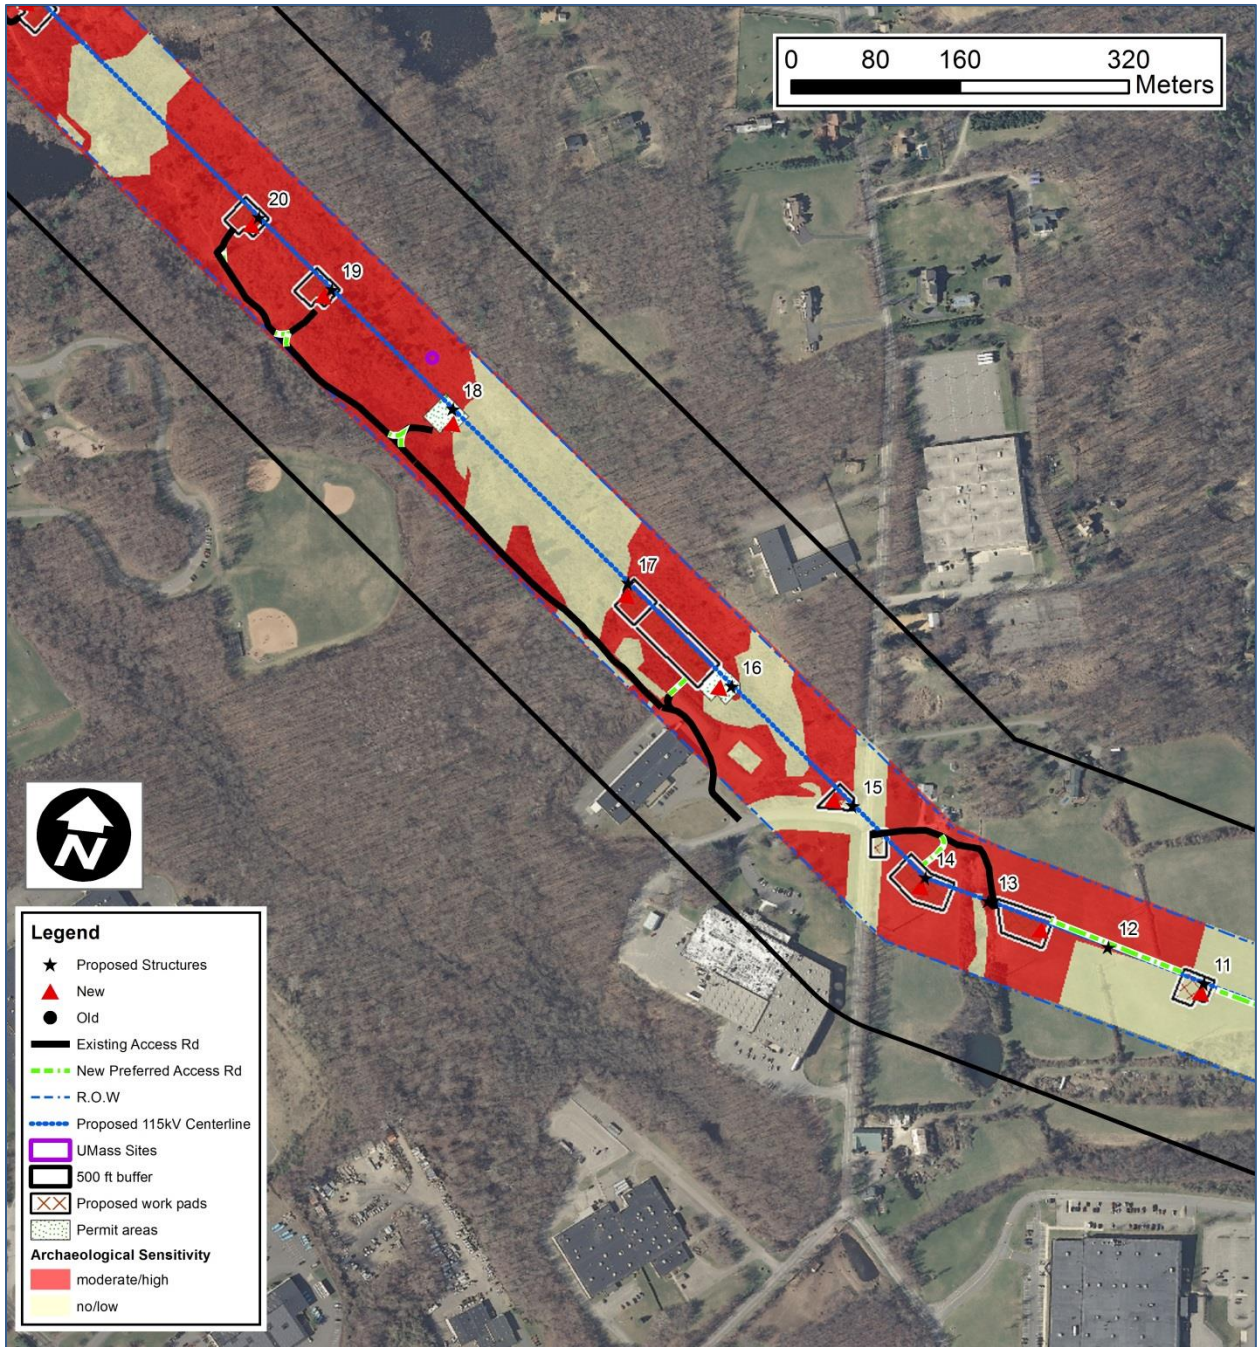 0 80 160 320
Meters
20
19
18
17
16
15
14
13
12
11
N
Legend
Proposed Structures
New
Old
Existing Access Rd
New Preferred Access Rd
R.O.W
Proposed 115kV Centerline
UMass Sites
500 ft buffer
Proposed work pads
Permit areas
Archaeological Sensitivity
moderate/high
no/low